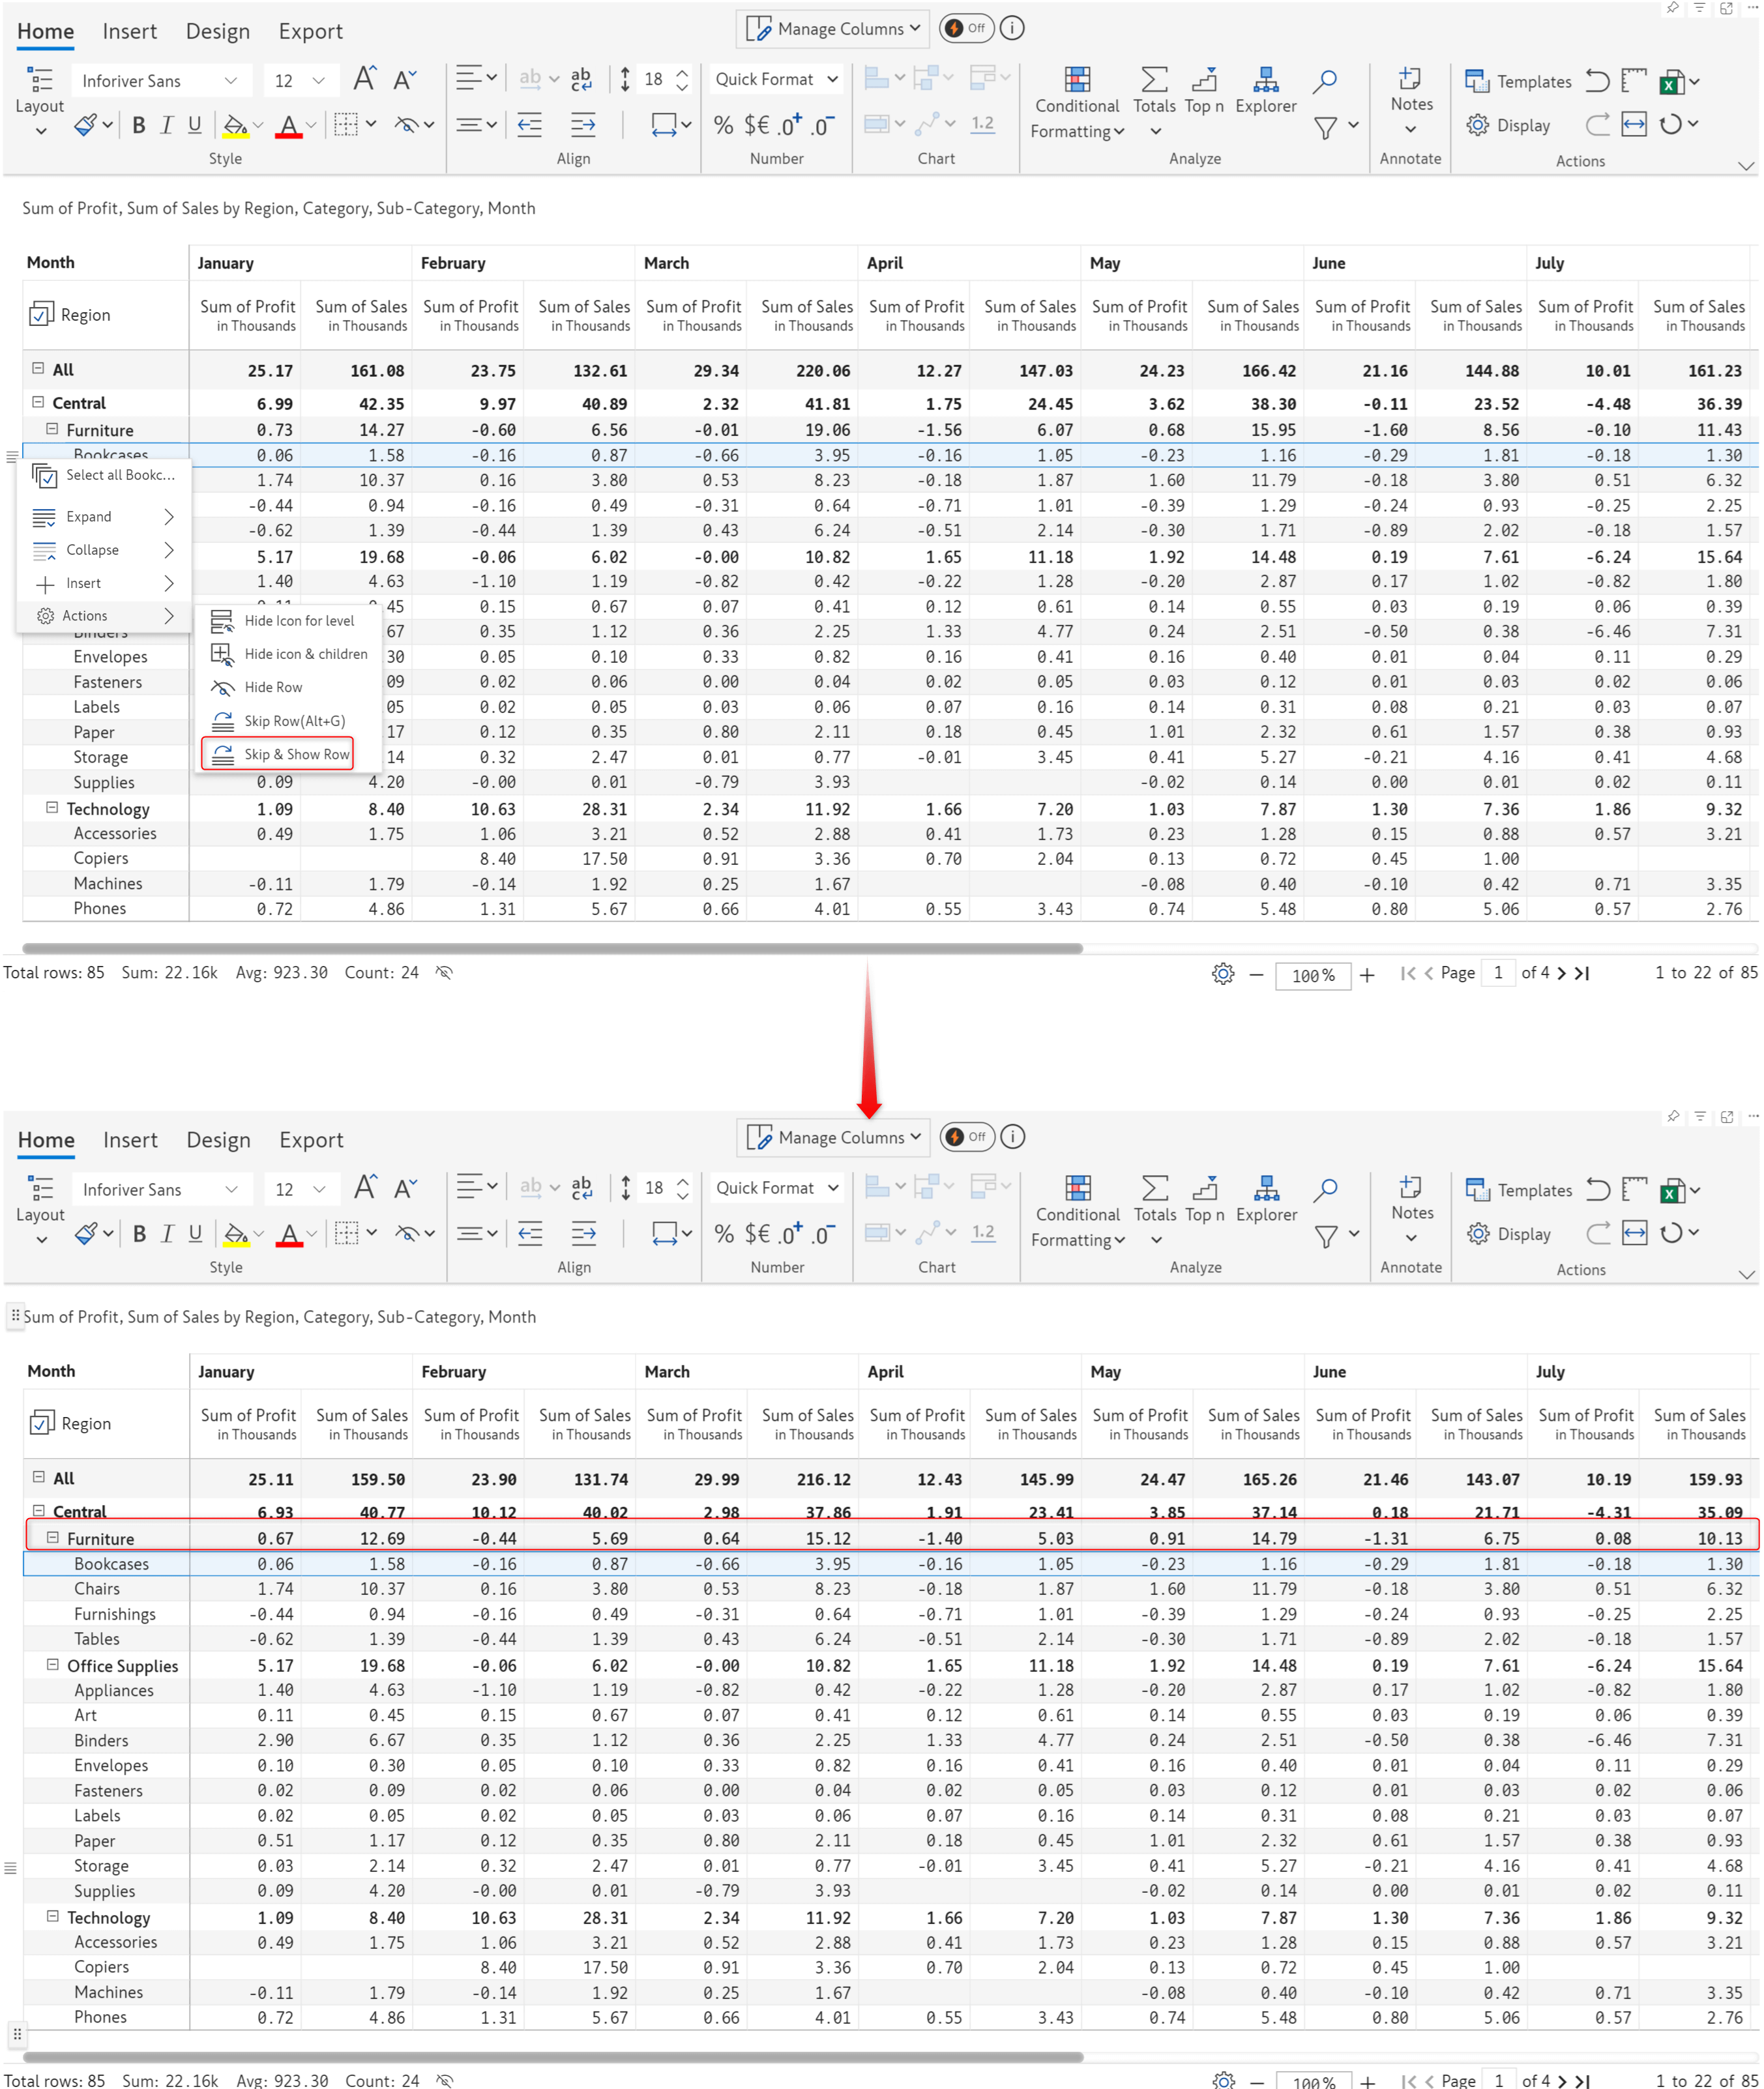 Home Insert Design Export Manage Columns Off
Inforiver Sans 12 18 Quick Format
Layout Conditional Formatting Totals Top n Explorer Notes Templates
B I U A % $€ .0 .0 1.2 Display
Style Align Number Chart Analyze Annotate Actions
Sum of Profit, Sum of Sales by Region, Category, Sub-Category, Month
Month January February March April May June July
Region Sum of Profit in Thousands Sum of Sales in Thousands Sum of Profit in Thousands Sum of Sales in Thousands Sum of Profit in Thousands Sum of Sales in Thousands Sum of Profit in Thousands Sum of Sales in Thousands Sum of Profit in Thousands Sum of Sales in Thousands Sum of Profit in Thousands Sum of Sales in Thousands Sum of Profit in Thousands Sum of Sales in Thousands
All 25.17 161.08 23.75 132.61 29.34 220.06 12.27 147.03 24.23 166.42 21.16 144.88 10.01 161.23
Central 6.99 42.35 9.97 40.89 2.32 41.81 1.75 24.45 3.62 38.30 -0.11 23.52 -4.48 36.39
Furniture 0.73 14.27 -0.60 6.56 -0.01 19.06 -1.56 6.07 0.68 15.95 -1.60 8.56 -0.10 11.43
Bookcases 0.06 1.58 -0.16 0.87 -0.66 3.95 -0.16 1.05 -0.23 1.16 -0.29 1.81 -0.18 1.30
Select all Bookc... 1.74 10.37 0.16 3.80 0.53 8.23 -0.18 1.87 1.60 11.79 -0.18 3.80 0.51 6.32
-0.44 0.94 -0.16 0.49 -0.31 0.64 -0.71 1.01 -0.39 1.29 -0.24 0.93 -0.25 2.25
Expand -0.62 1.39 -0.44 1.39 0.43 6.24 -0.51 2.14 -0.30 1.71 -0.89 2.02 -0.18 1.57
Collapse 5.17 19.68 -0.06 6.02 -0.00 10.82 1.65 11.18 1.92 14.48 0.19 7.61 -6.24 15.64
Insert 1.40 4.63 -1.10 1.19 -0.82 0.42 -0.22 1.28 -0.20 2.87 0.17 1.02 -0.82 1.80
Actions 45 0.15 0.67 0.07 0.41 0.12 0.61 0.14 0.55 0.03 0.19 0.06 0.39
Binders Hide Icon for level 67 0.35 1.12 0.36 2.25 1.33 4.77 0.24 2.51 -0.50 0.38 -6.46 7.31
Envelopes Hide icon & children 30 0.05 0.10 0.33 0.82 0.16 0.41 0.16 0.40 0.01 0.04 0.11 0.29
Fasteners Hide Row 09 0.02 0.06 0.00 0.04 0.02 0.05 0.03 0.12 0.01 0.03 0.02 0.06
Labels 05 0.02 0.05 0.03 0.06 0.07 0.16 0.14 0.31 0.08 0.21 0.03 0.07
Paper Skip Row(Alt+G) 17 0.12 0.35 0.80 2.11 0.18 0.45 1.01 2.32 0.61 1.57 0.38 0.93
Storage Skip & Show Row 14 0.32 2.47 0.01 0.77 -0.01 3.45 0.41 5.27 -0.21 4.16 0.41 4.68
Supplies 0.09 4.20 -0.00 0.01 -0.79 3.93 -0.02 0.14 0.00 0.01 0.02 0.11
Technology 1.09 8.40 10.63 28.31 2.34 11.92 1.66 7.20 1.03 7.87 1.30 7.36 1.86 9.32
Accessories 0.49 1.75 1.06 3.21 0.52 2.88 0.41 1.73 0.23 1.28 0.15 0.88 0.57 3.21
Copiers 8.40 17.50 0.91 3.36 0.70 2.04 0.13 0.72 0.45 1.00
Machines -0.11 1.79 -0.14 1.92 0.25 1.67 -0.08 0.40 -0.10 0.42 0.71 3.35
Phones 0.72 4.86 1.31 5.67 0.66 4.01 0.55 3.43 0.74 5.48 0.80 5.06 0.57 2.76
Total rows: 85 Sum: 22.16k Avg: 923.30 Count: 24 100% Page 1 of 4 1 to 22 of 85
Home Insert Design Export Manage Columns Off
Inforiver Sans 12 18 Quick Format
Layout Conditional Formatting Totals Top n Explorer Notes Templates
B I U A % $€ .0 .0 1.2 Display
Style Align Number Chart Analyze Annotate Actions
Sum of Profit, Sum of Sales by Region, Category, Sub-Category, Month
Month January February March April May June July
Region Sum of Profit in Thousands Sum of Sales in Thousands Sum of Profit in Thousands Sum of Sales in Thousands Sum of Profit in Thousands Sum of Sales in Thousands Sum of Profit in Thousands Sum of Sales in Thousands Sum of Profit in Thousands Sum of Sales in Thousands Sum of Profit in Thousands Sum of Sales in Thousands Sum of Profit in Thousands Sum of Sales in Thousands
All 25.11 159.50 23.90 131.74 29.99 216.12 12.43 145.99 24.47 165.26 21.46 143.07 10.19 159.93
Central 6.93 40.77 10.12 40.02 2.98 37.86 1.91 23.41 3.85 37.14 0.18 21.71 -4.31 35.09
Furniture 0.67 12.69 -0.44 5.69 0.64 15.12 -1.40 5.03 0.91 14.79 -1.31 6.75 0.08 10.13
Bookcases 0.06 1.58 -0.16 0.87 -0.66 3.95 -0.16 1.05 -0.23 1.16 -0.29 1.81 -0.18 1.30
Chairs 1.74 10.37 0.16 3.80 0.53 8.23 -0.18 1.87 1.60 11.79 -0.18 3.80 0.51 6.32
Furnishings -0.44 0.94 -0.16 0.49 -0.31 0.64 -0.71 1.01 -0.39 1.29 -0.24 0.93 -0.25 2.25
Tables -0.62 1.39 -0.44 1.39 0.43 6.24 -0.51 2.14 -0.30 1.71 -0.89 2.02 -0.18 1.57
Office Supplies 5.17 19.68 -0.06 6.02 -0.00 10.82 1.65 11.18 1.92 14.48 0.19 7.61 -6.24 15.64
Appliances 1.40 4.63 -1.10 1.19 -0.82 0.42 -0.22 1.28 -0.20 2.87 0.17 1.02 -0.82 1.80
Art 0.11 0.45 0.15 0.67 0.07 0.41 0.12 0.61 0.14 0.55 0.03 0.19 0.06 0.39
Binders 2.90 6.67 0.35 1.12 0.36 2.25 1.33 4.77 0.24 2.51 -0.50 0.38 -6.46 7.31
Envelopes 0.10 0.30 0.05 0.10 0.33 0.82 0.16 0.41 0.16 0.40 0.01 0.04 0.11 0.29
Fasteners 0.02 0.09 0.02 0.06 0.00 0.04 0.02 0.05 0.03 0.12 0.01 0.03 0.02 0.06
Labels 0.02 0.05 0.02 0.05 0.03 0.06 0.07 0.16 0.14 0.31 0.08 0.21 0.03 0.07
Paper 0.51 1.17 0.12 0.35 0.80 2.11 0.18 0.45 1.01 2.32 0.61 1.57 0.38 0.93
Storage 0.03 2.14 0.32 2.47 0.01 0.77 -0.01 3.45 0.41 5.27 -0.21 4.16 0.41 4.68
Supplies 0.09 4.20 -0.00 0.01 -0.79 3.93 -0.02 0.14 0.00 0.01 0.02 0.11
Technology 1.09 8.40 10.63 28.31 2.34 11.92 1.66 7.20 1.03 7.87 1.30 7.36 1.86 9.32
Accessories 0.49 1.75 1.06 3.21 0.52 2.88 0.41 1.73 0.23 1.28 0.15 0.88 0.57 3.21
Copiers 8.40 17.50 0.91 3.36 0.70 2.04 0.13 0.72 0.45 1.00
Machines -0.11 1.79 -0.14 1.92 0.25 1.67 -0.08 0.40 -0.10 0.42 0.71 3.35
Phones 0.72 4.86 1.31 5.67 0.66 4.01 0.55 3.43 0.74 5.48 0.80 5.06 0.57 2.76
Total rows: 85 Sum: 22.16k Avg: 923.30 Count: 24 100% Page 1 of 4 1 to 22 of 85